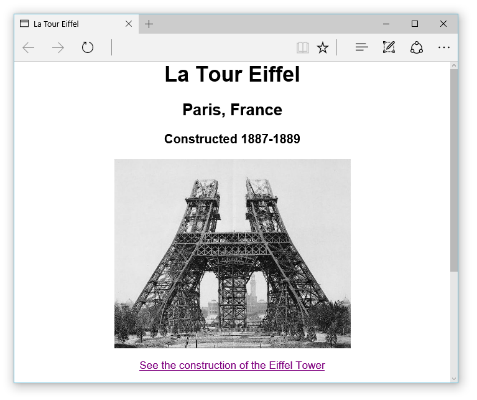 La Tour Eiffel
La Tour Eiffel
Paris, France
Constructed 1887-1889
See the construction of the Eiffel Tower